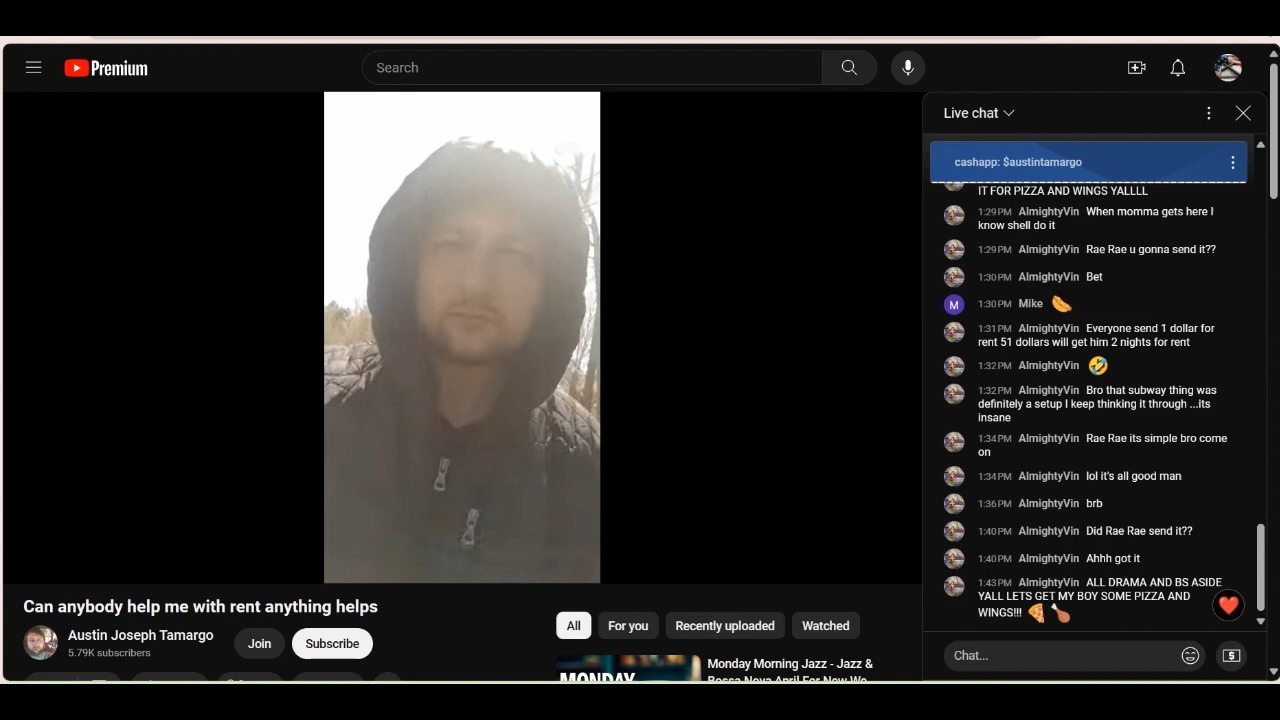 Premium
Search
Live chat
cashapp: $austintamargo
IT FOR PIZZA AND WINGS YALLLL
1:29 PM AlmightyVin When momma gets here I
know shell do it
1:29 PM AlmightyVin Rae Rae u gonna send it??
1:30 PM AlmightyVin Bet
M 1:30 PM Mike
1:31 PM AlmightyVin Everyone send 1 dollar for
rent 51 dollars will get him 2 nights for rent
1:32 PM AlmightyVin
1:32 PM AlmightyVin Bro that subway thing was
definitely a setup I keep thinking it through ...its
insane
1:34 PM AlmightyVin Rae Rae its simple bro come
on
1:34 PM AlmightyVin lol it's all good man
1:36 PM AlmightyVin brb
1:40 PM AlmightyVin Did Rae Rae send it??
1:40 PM AlmightyVin Ahhh got it
1:43 PM AlmightyVin ALL DRAMA AND BS ASIDE
YALL LETS GET MY BOY SOME PIZZA AND
WINGS!!!
Chat...
Can anybody help me with rent anything helps
Austin Joseph Tamargo
5.79K subscribers
Join
Subscribe
All
For you
Recently uploaded
Watched
MONDAY
Monday Morning Jazz - Jazz &
Bossa Nova April For New We